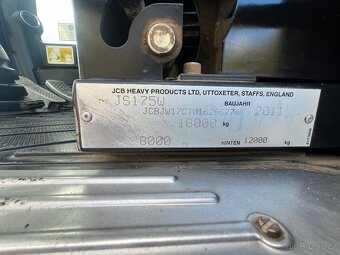 JCB HEAVY PRODUCTS LTD, UTTOXETER, STAFFS, ENGLAND
JS175W BAUJAHR
2011
18000 kg
8000 HINTEN 12000 kg